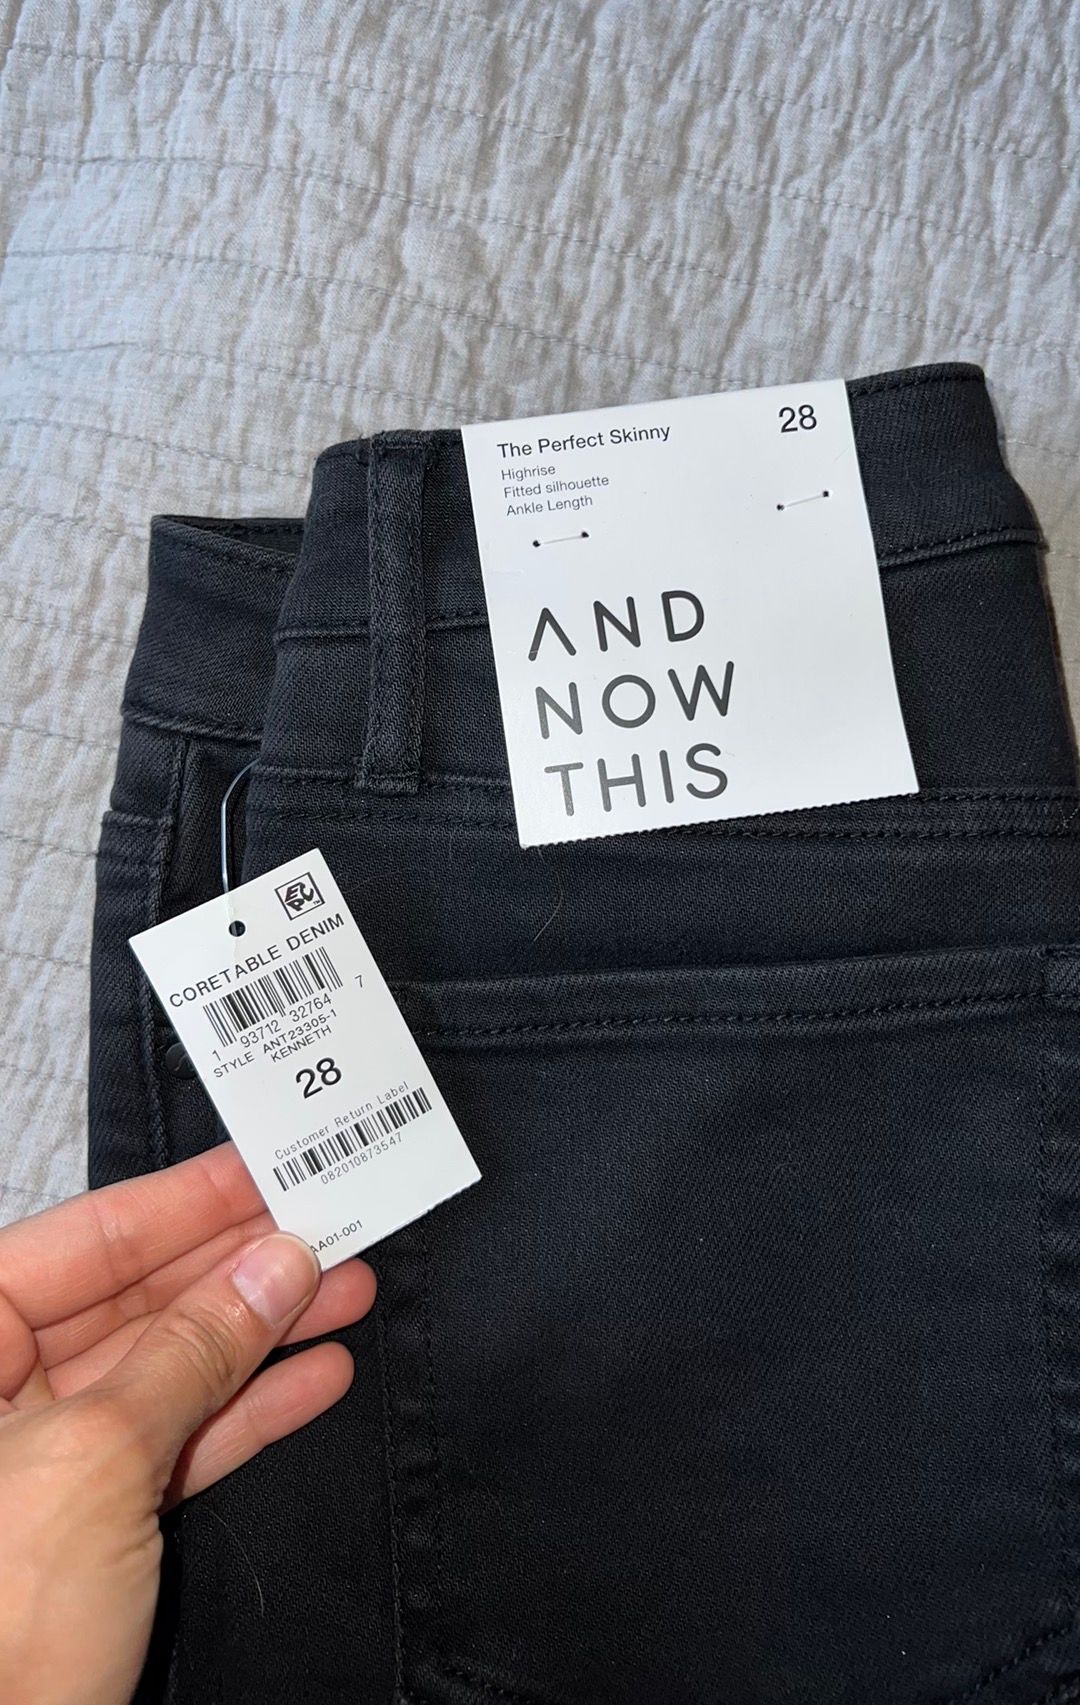 The Perfect Skinny
28
Highrise
Fitted silhouette
Ankle Length
AND
NOW
THIS
EPC™
CORETABLE DENIM
1 93712 32764 7
STYLE ANT23305-1
KENNETH
28
Customer Return Label
082010873547
AA01-001